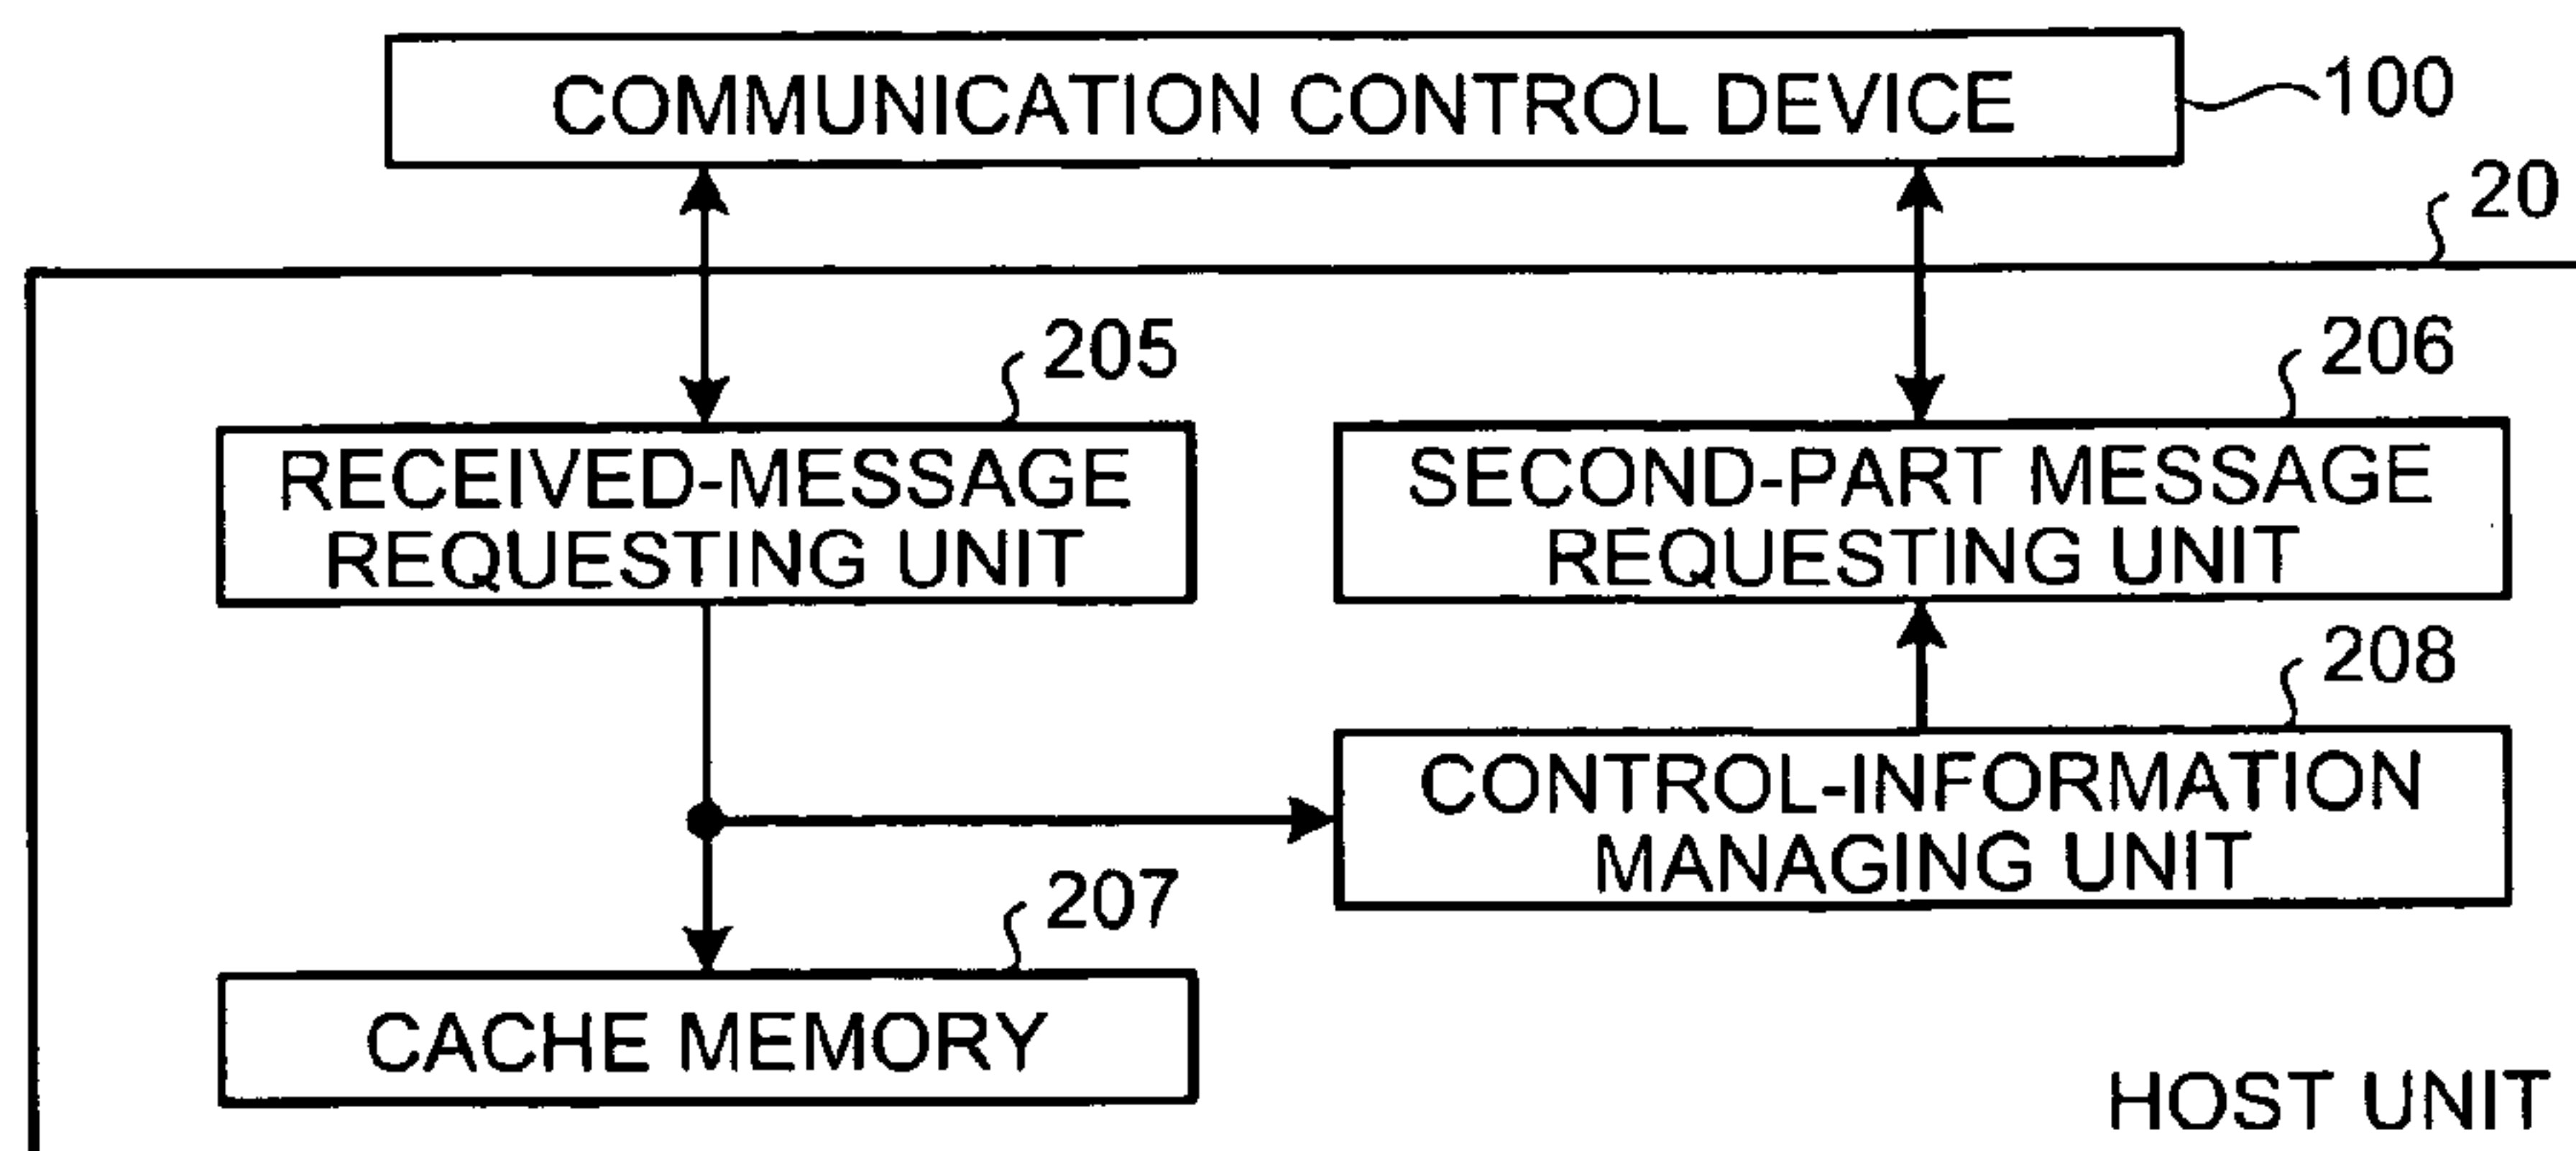 COMMUNICATION CONTROL DEVICE
100
20
205
206
RECEIVED-MESSAGE
REQUESTING UNIT
SECOND-PART MESSAGE
REQUESTING UNIT
208
CONTROL-INFORMATION
MANAGING UNIT
207
CACHE MEMORY
HOST UNIT